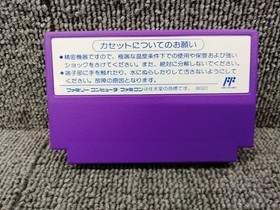 カセットについてのお願い
●精密機器ですので、極端な温度条件下での使用や保管および強い
ショックをさけてください。また、絶対に分解しないでください。
●端子部に手を触れたり、水にぬらしたりして汚さないようにして
ください。故障の原因となります。
ファミリーコンピュータ ファミコンは任天堂の商標です。
FF